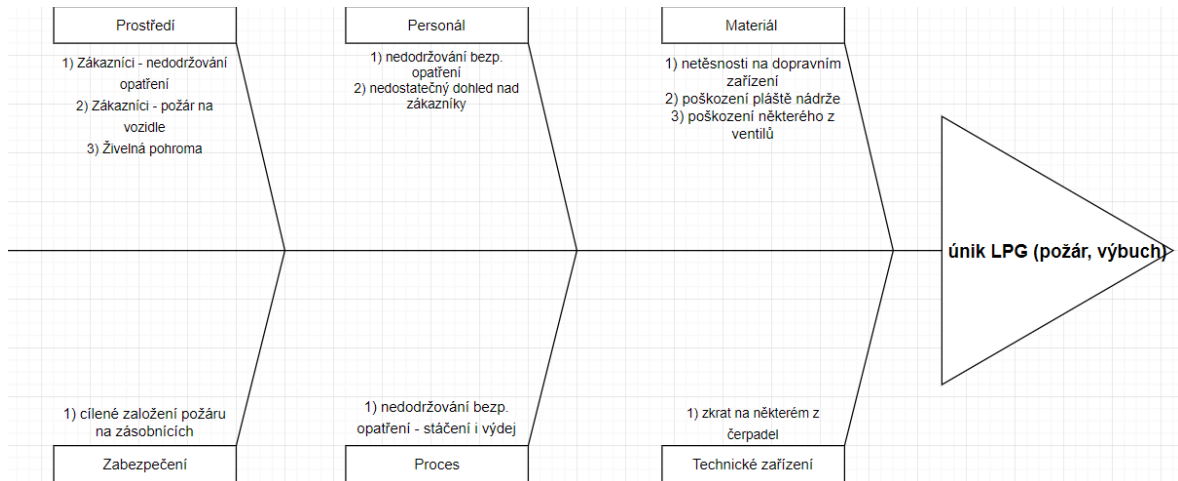 Prostředí
1) Zákazníci - nedodržování
opatření
2) Zákazníci - požár na
vozidle
3) Živelná pohroma
Personál
1) nedodržování bezp.
opatření
2) nedostatečný dohled nad
zákazníky
Materiál
1) netěsnosti na dopravním
zařízení
2) poškození pláště nádrže
3) poškození některého z
ventilů
únik LPG (požár, výbuch)
1) cílené založení požáru
na zásobnících
Zabezpečení
1) nedodržování bezp.
opatření - stáčení i výdej
Proces
1) zkrat na některém z
čerpadel
Technické zařízení